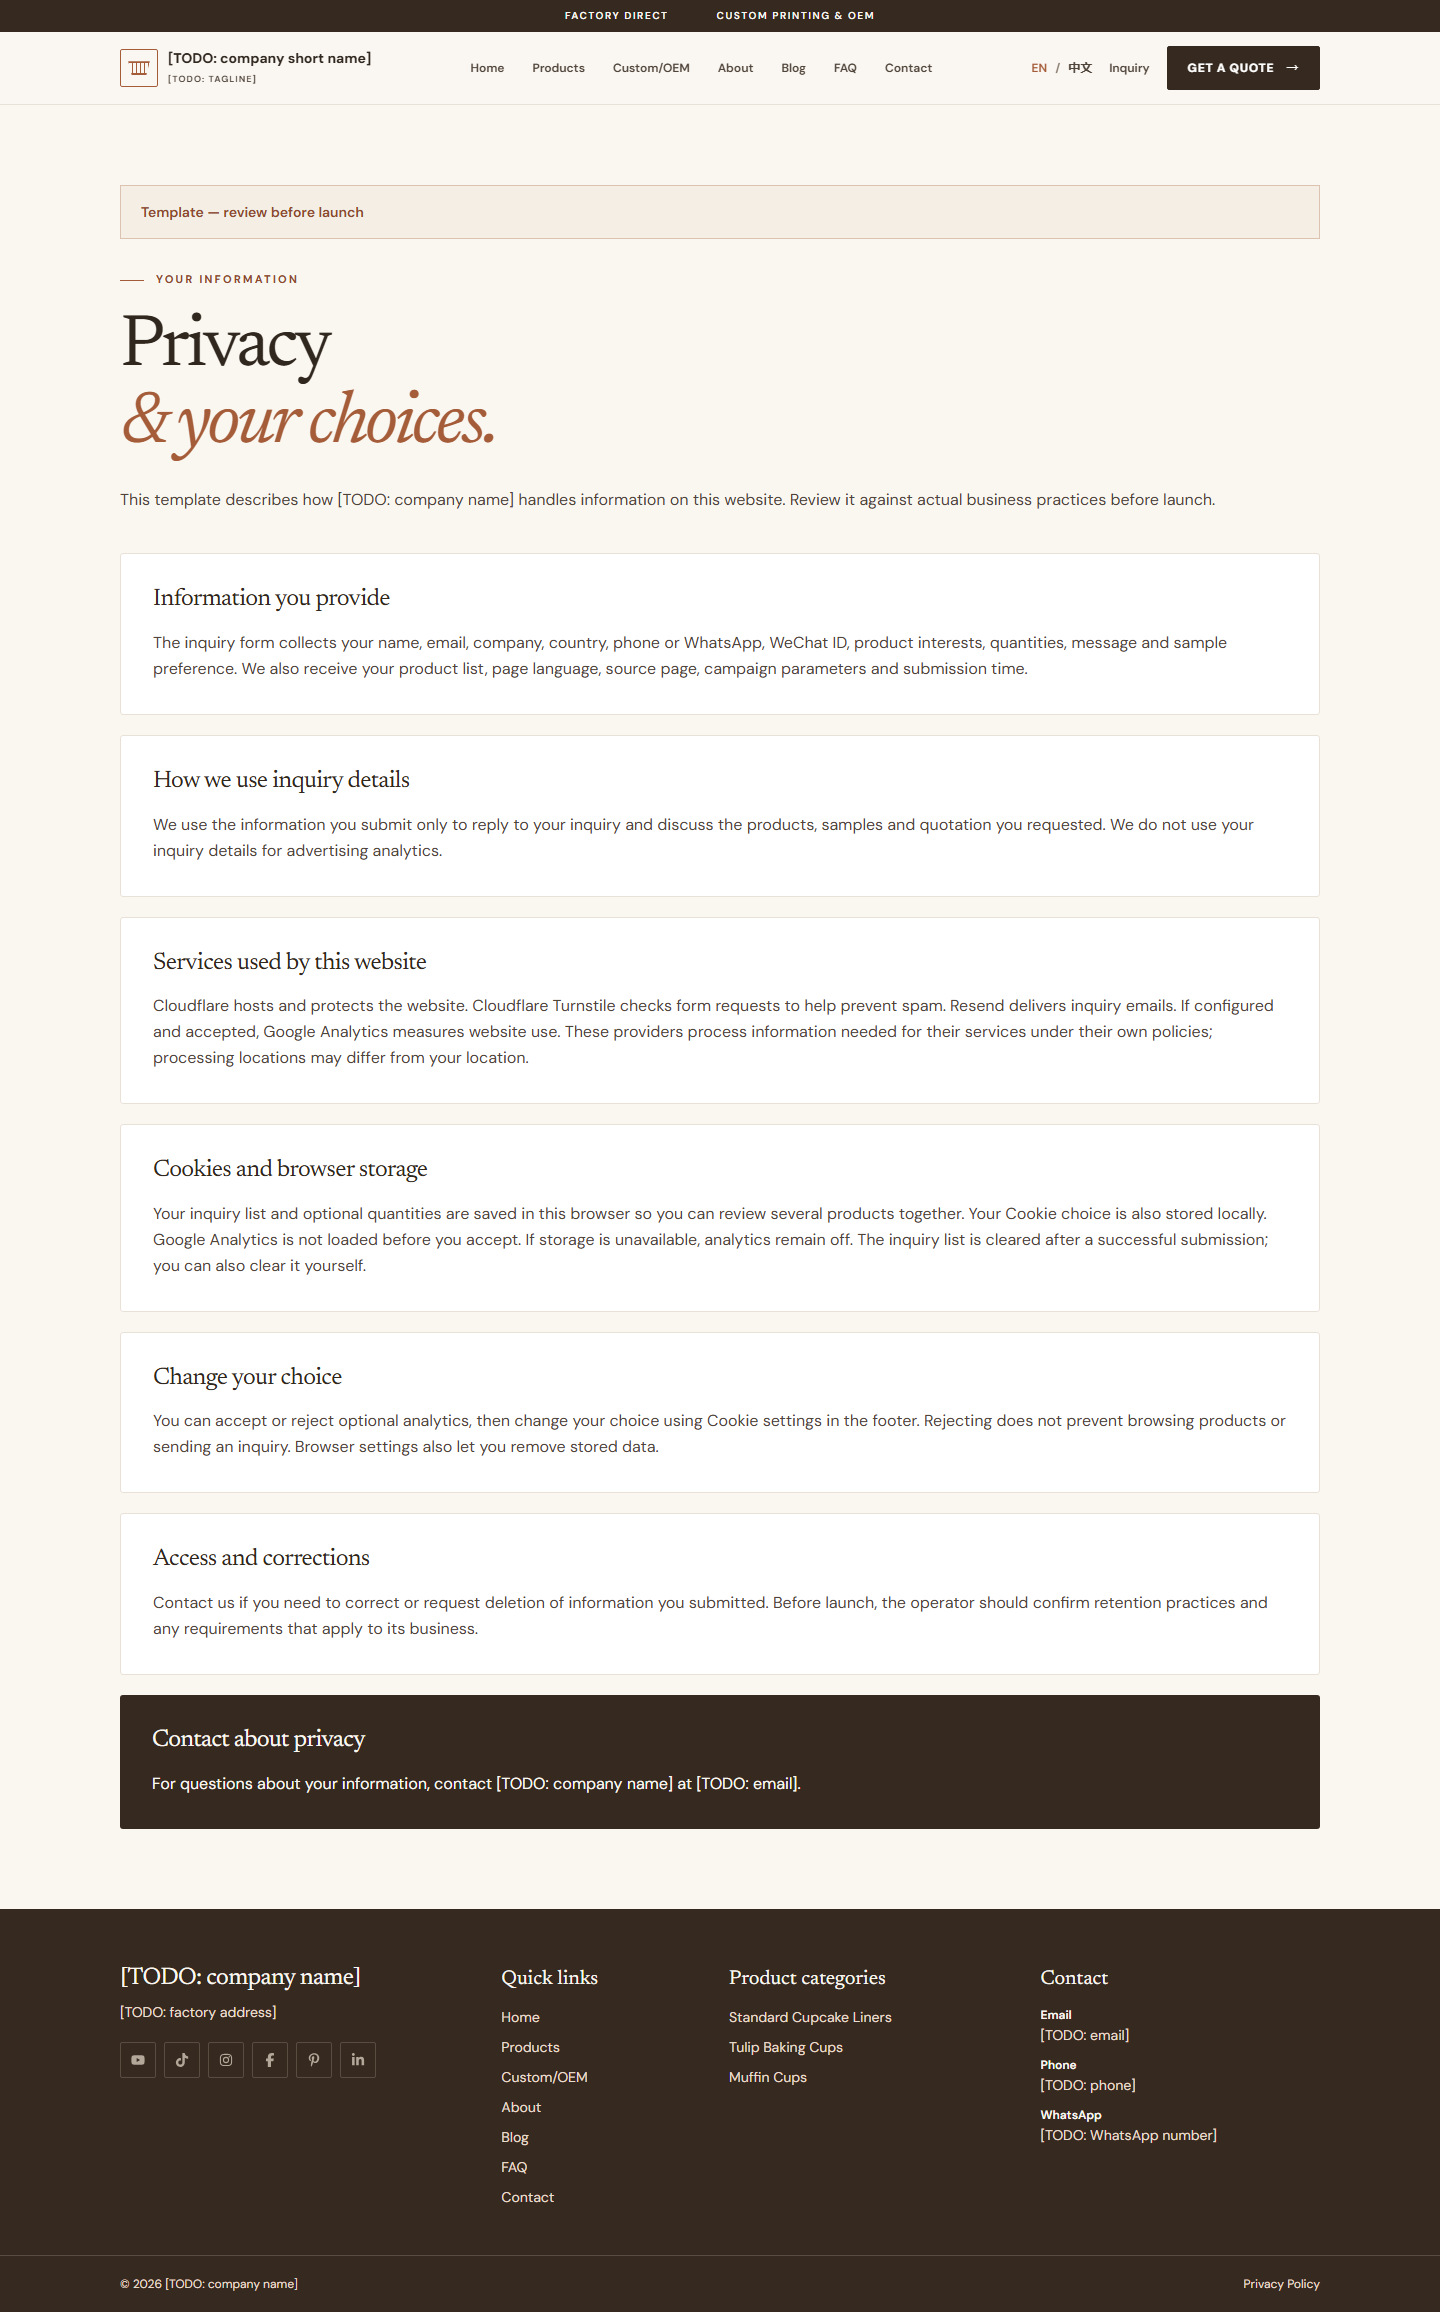 FACTORY DIRECT
CUSTOM PRINTING & OEM
[TODO: company short name]
[TODO: TAGLINE]
Home
Products
Custom/OEM
About
Blog
FAQ
Contact
EN / 中文
Inquiry
GET A QUOTE →
Template — review before launch
YOUR INFORMATION
Privacy
& your choices.
This template describes how [TODO: company name] handles information on this website. Review it against actual business practices before launch.
Information you provide
The inquiry form collects your name, email, company, country, phone or WhatsApp, WeChat ID, product interests, quantities, message and sample
preference. We also receive your product list, page language, source page, campaign parameters and submission time.
How we use inquiry details
We use the information you submit only to reply to your inquiry and discuss the products, samples and quotation you requested. We do not use your
inquiry details for advertising analytics.
Services used by this website
Cloudflare hosts and protects the website. Cloudflare Turnstile checks form requests to help prevent spam. Resend delivers inquiry emails. If configured
and accepted, Google Analytics measures website use. These providers process information needed for their services under their own policies;
processing locations may differ from your location.
Cookies and browser storage
Your inquiry list and optional quantities are saved in this browser so you can review several products together. Your Cookie choice is also stored locally.
Google Analytics is not loaded before you accept. If storage is unavailable, analytics remain off. The inquiry list is cleared after a successful submission;
you can also clear it yourself.
Change your choice
You can accept or reject optional analytics, then change your choice using Cookie settings in the footer. Rejecting does not prevent browsing products or
sending an inquiry. Browser settings also let you remove stored data.
Access and corrections
Contact us if you need to correct or request deletion of information you submitted. Before launch, the operator should confirm retention practices and
any requirements that apply to its business.
Contact about privacy
For questions about your information, contact [TODO: company name] at [TODO: email].
[TODO: company name]
[TODO: factory address]
Quick links
Home
Products
Custom/OEM
About
Blog
FAQ
Contact
Product categories
Standard Cupcake Liners
Tulip Baking Cups
Muffin Cups
Contact
Email
[TODO: email]
Phone
[TODO: phone]
WhatsApp
[TODO: WhatsApp number]
© 2026 [TODO: company name]
Privacy Policy